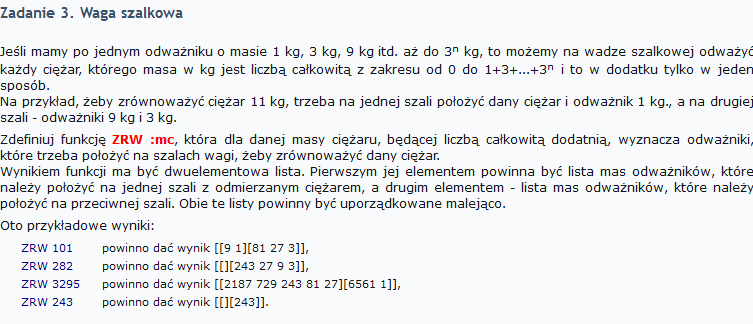 Zadanie 3. Waga szalkowa
Jeśli mamy po jednym odważniku o masie 1 kg, 3 kg, 9 kg itd. aż do 3ⁿ kg, to możemy na wadze szalkowej odważyć
każdy ciężar, którego masa w kg jest liczbą całkowitą z zakresu od 0 do 1+3+...+3ⁿ i to w dodatku tylko w jeden
sposób.
Na przykład, żeby zrównoważyć ciężar 11 kg, trzeba na jednej szali położyć dany ciężar i odważnik 1 kg., a na drugiej
szali - odważniki 9 kg i 3 kg.
Zdefiniuj funkcję ZRW :mc, która dla danej masy ciężaru, będącej liczbą całkowitą dodatnią, wyznacza odważniki,
które trzeba położyć na szalach wagi, żeby zrównoważyć dany ciężar.
Wynikiem funkcji ma być dwuelementowa lista. Pierwszym jej elementem powinna być lista mas odważników, które
należy położyć na jednej szali z odmierzanym ciężarem, a drugim elementem - lista mas odważników, które należy
położyć na przeciwnej szali. Obie te listy powinny być uporządkowane malejąco.
Oto przykładowe wyniki:
ZRW 101 powinno dać wynik [[9 1][81 27 3]],
ZRW 282 powinno dać wynik [[][243 27 9 3]],
ZRW 3295 powinno dać wynik [[2187 729 243 81 27][6561 1]],
ZRW 243 powinno dać wynik [[][243]].